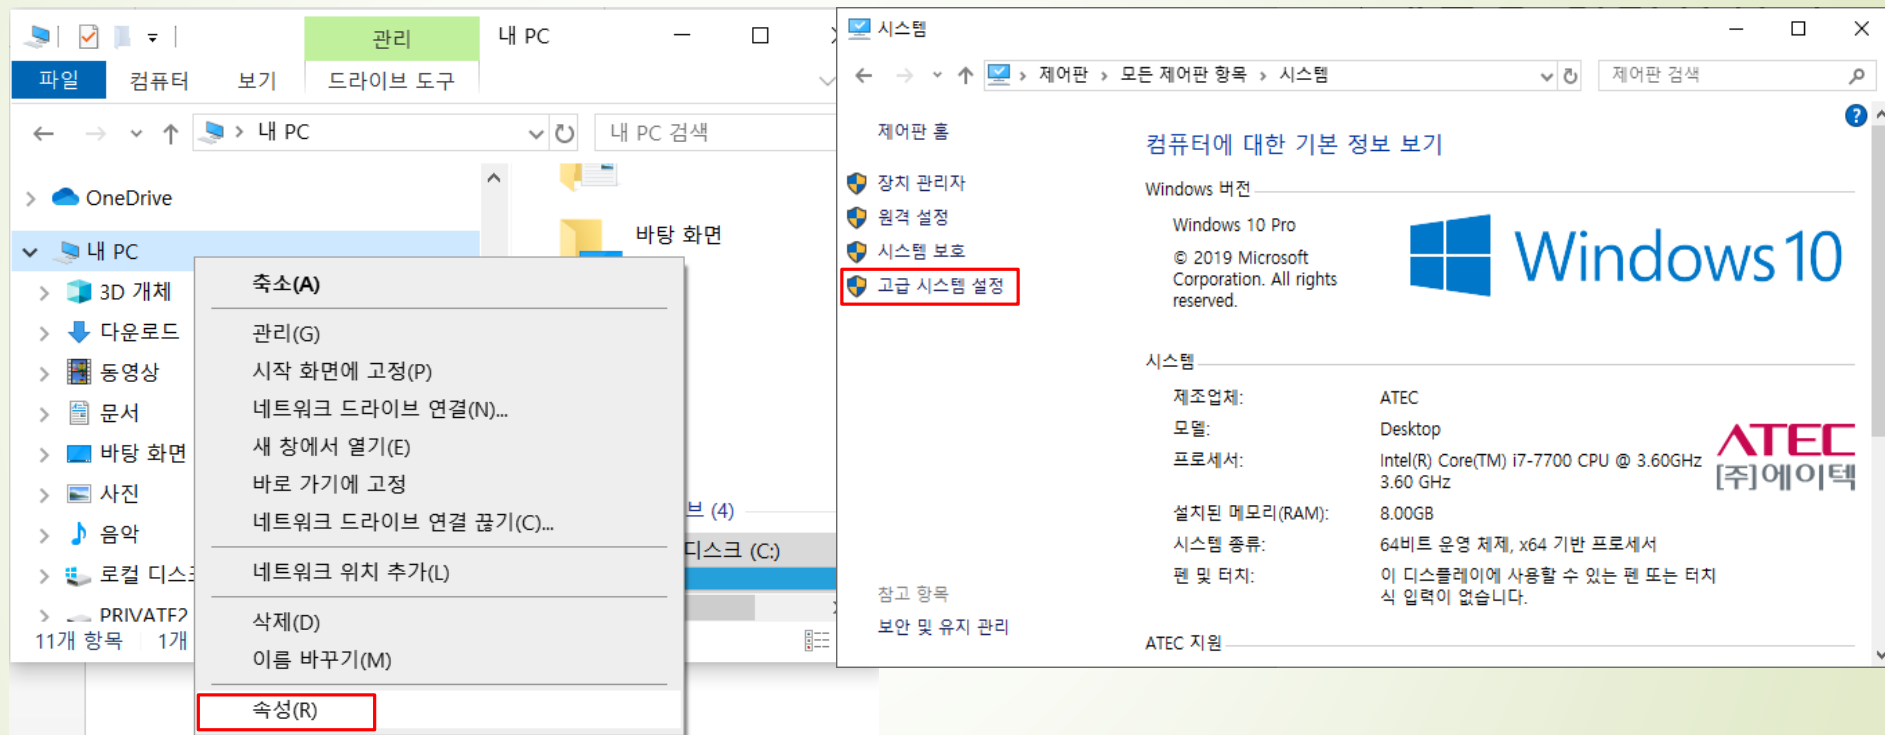 관리
내 PC
파일
컴퓨터
보기
드라이브 도구
내 PC
내 PC 검색
OneDrive
내 PC
3D 개체
다운로드
동영상
문서
바탕 화면
사진
음악
로컬 디스
PRIVATE2
11개 항목
1개
바탕 화면
브 (4)
디스크 (C:)
축소(A)
관리(G)
시작 화면에 고정(P)
네트워크 드라이브 연결(N)...
새 창에서 열기(E)
바로 가기에 고정
네트워크 드라이브 연결 끊기(C)...
네트워크 위치 추가(L)
삭제(D)
이름 바꾸기(M)
속성(R)
시스템
제어판 › 모든 제어판 항목 › 시스템
제어판 검색
제어판 홈
장치 관리자
원격 설정
시스템 보호
고급 시스템 설정
참고 항목
보안 및 유지 관리
컴퓨터에 대한 기본 정보 보기
Windows 버전
Windows 10 Pro
© 2019 Microsoft
Corporation. All rights
reserved.
Windows 10
시스템
제조업체: ATEC
모델: Desktop
프로세서: Intel(R) Core(TM) i7-7700 CPU @ 3.60GHz
3.60 GHz
설치된 메모리(RAM): 8.00GB
시스템 종류: 64비트 운영 체제, x64 기반 프로세서
펜 및 터치: 이 디스플레이에 사용할 수 있는 펜 또는 터치
식 입력이 없습니다.
ATEC
[주]에이텍
ATEC 지원